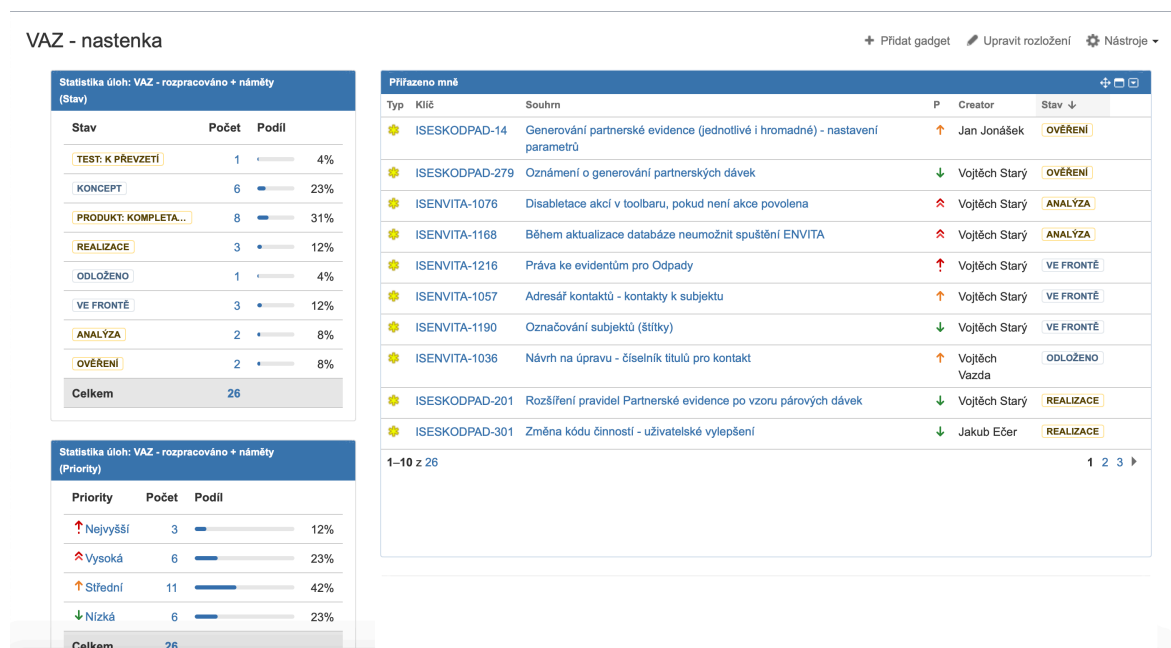 VAZ - nastenka
Přidat gadget Upravit rozložení Nástroje
Statistika úloh: VAZ - rozpracováno + náměty
(Stav)
Stav Počet Podíl
TEST: K PŘEVZETÍ 1 4%
KONCEPT 6 23%
PRODUKT: KOMPLETA... 8 31%
REALIZACE 3 12%
ODLOŽENO 1 4%
VE FRONTĚ 3 12%
ANALÝZA 2 8%
OVĚŘENÍ 2 8%
Celkem 26
Statistika úloh: VAZ - rozpracováno + náměty
(Priority)
Priority Počet Podíl
Nejvyšší 3 12%
Vysoká 6 23%
Střední 11 42%
Nízká 6 23%
Celkem 26
Přiřazeno mně
Typ Klíč Souhrn P Creator Stav
ISESKODPAD-14 Generování partnerské evidence (jednotlivé i hromadné) - nastavení Jan Jonášek OVĚŘENÍ
parametrů
ISESKODPAD-279 Oznámení o generování partnerských dávek Vojtěch Starý OVĚŘENÍ
ISENVITA-1076 Disabletace akcí v toolbaru, pokud není akce povolena Vojtěch Starý ANALÝZA
ISENVITA-1168 Během aktualizace databáze neumožnit spuštění ENVITA Vojtěch Starý ANALÝZA
ISENVITA-1216 Práva ke evidentům pro Odpady Vojtěch Starý VE FRONTĚ
ISENVITA-1057 Adresář kontaktů - kontakty k subjektu Vojtěch Starý VE FRONTĚ
ISENVITA-1190 Označování subjektů (štítky) Vojtěch Starý VE FRONTĚ
ISENVITA-1036 Návrh na úpravu - číselník titulů pro kontakt Vojtěch ODLOŽENO
Vazda
ISESKODPAD-201 Rozšíření pravidel Partnerské evidence po vzoru párových dávek Vojtěch Starý REALIZACE
ISESKODPAD-301 Změna kódu činností - uživatelské vylepšení Jakub Ečer REALIZACE
1–10 z 26 1 2 3